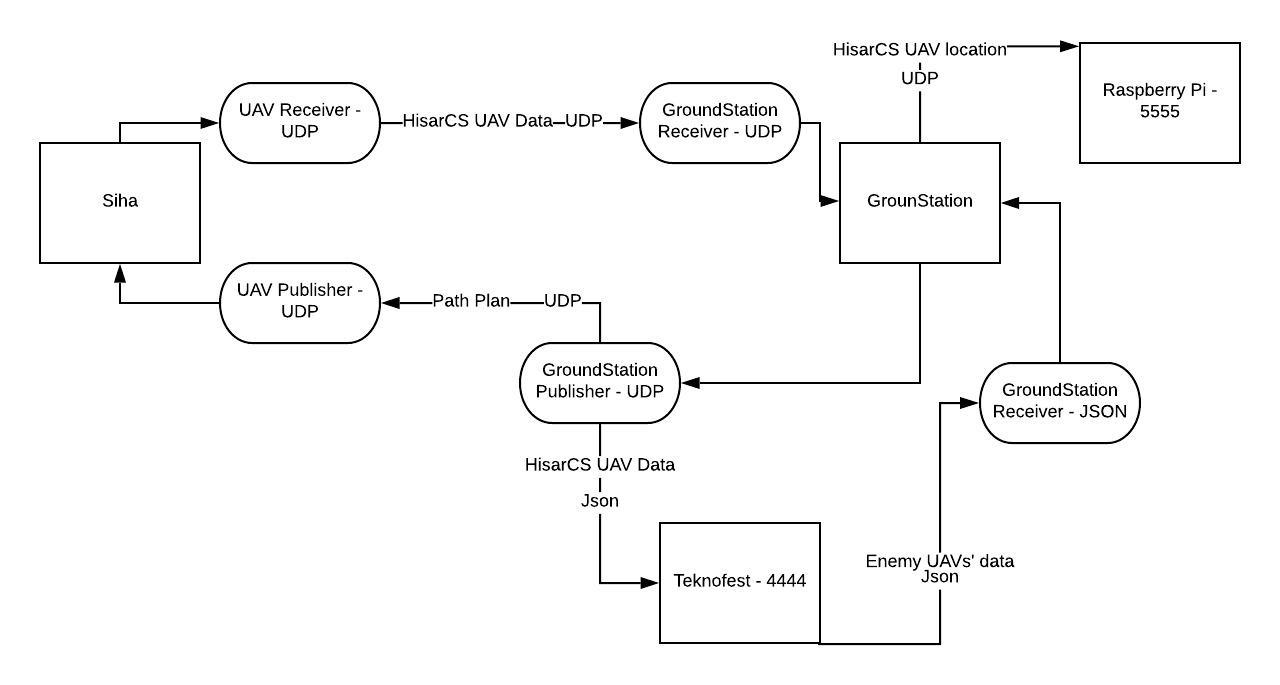 HisarCS UAV location
UDP
Raspberry Pi -
5555
UAV Receiver -
UDP
HisarCS UAV Data
UDP
GroundStation
Receiver - UDP
Siha
GrounStation
UAV Publisher -
UDP
Path Plan
UDP
GroundStation
Publisher - UDP
GroundStation
Receiver - JSON
HisarCS UAV Data
Json
Teknofest - 4444
Enemy UAVs' data
Json